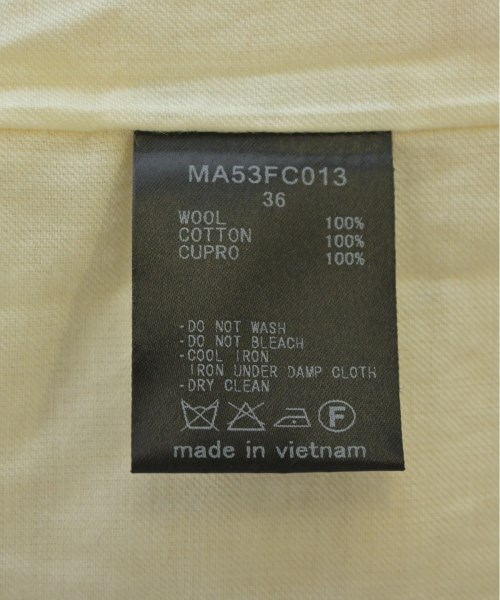 MA53FC013
36
WOOL 100%
COTTON 100%
CUPRO 100%
-DO NOT WASH
-DO NOT BLEACH
-COOL IRON
IRON UNDER DAMP CLOTH
-DRY CLEAN
F
made in vietnam